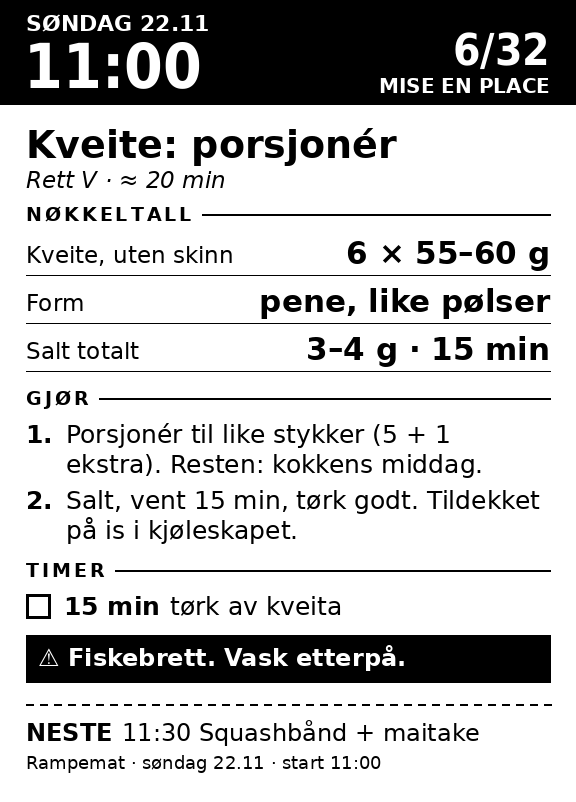 SØNDAG 22.11
11:00
6/32
MISE EN PLACE
Kveite: porsjonér
Rett V · ≈ 20 min
NØKKELTALL
Kveite, uten skinn 6 × 55–60 g
Form pene, like pølser
Salt totalt 3–4 g · 15 min
GJØR
1. Porsjonér til like stykker (5 + 1
ekstra). Resten: kokkens middag.
2. Salt, vent 15 min, tørk godt. Tildekket
på is i kjøleskapet.
TIMER
☐ 15 min tørk av kveita
⚠ Fiskebrett. Vask etterpå.
NESTE 11:30 Squashbånd + maitake
Rampemat · søndag 22.11 · start 11:00